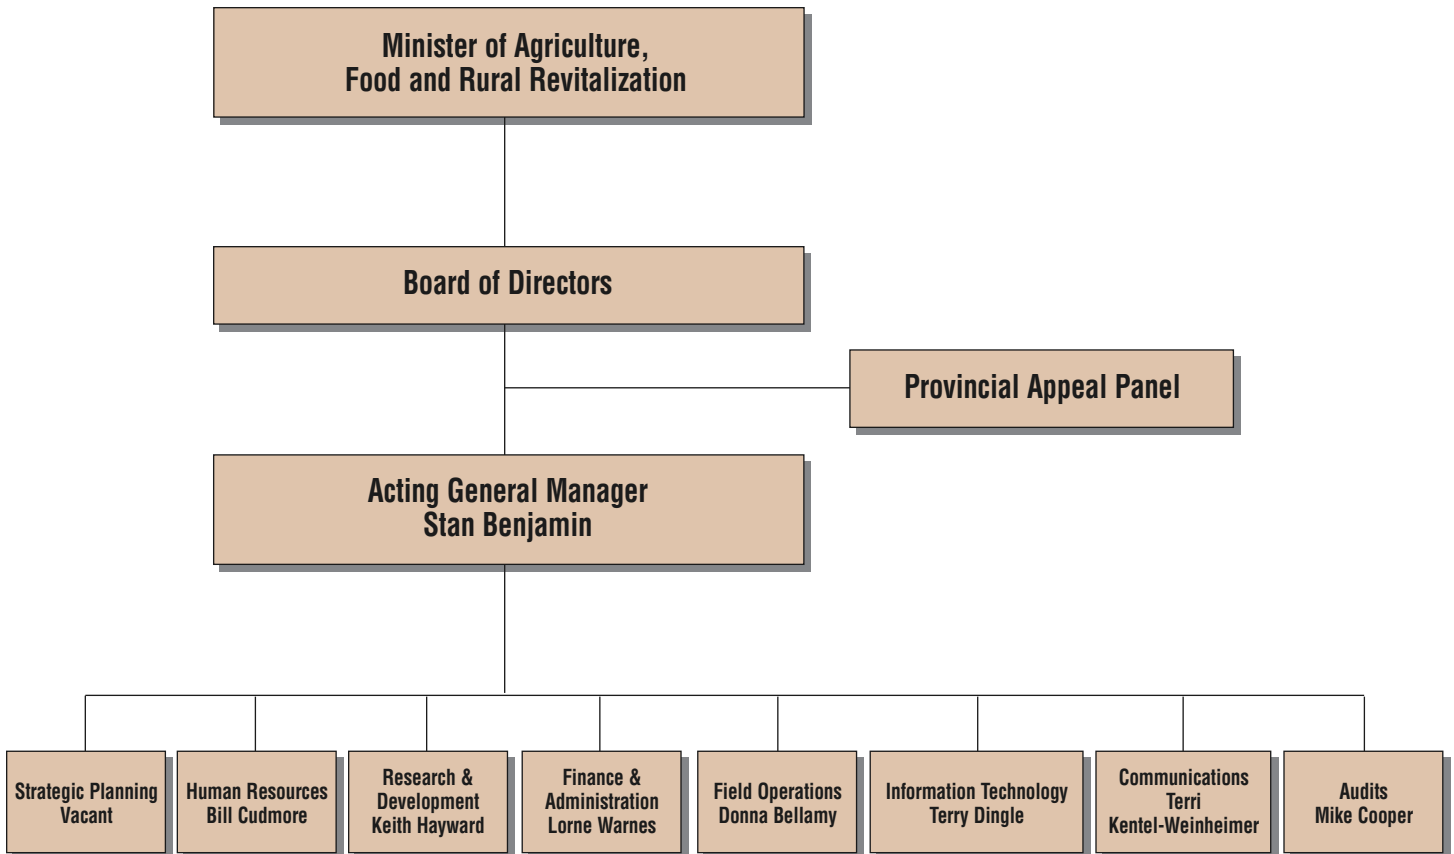 Minister of Agriculture,
Food and Rural Revitalization
Board of Directors
Provincial Appeal Panel
Acting General Manager
Stan Benjamin
Strategic Planning
Vacant
Human Resources
Bill Cudmore
Research &
Development
Keith Hayward
Finance &
Administration
Lorne Warnes
Field Operations
Donna Bellamy
Information Technology
Terry Dingle
Communications
Terri
Kentel-Weinheimer
Audits
Mike Cooper